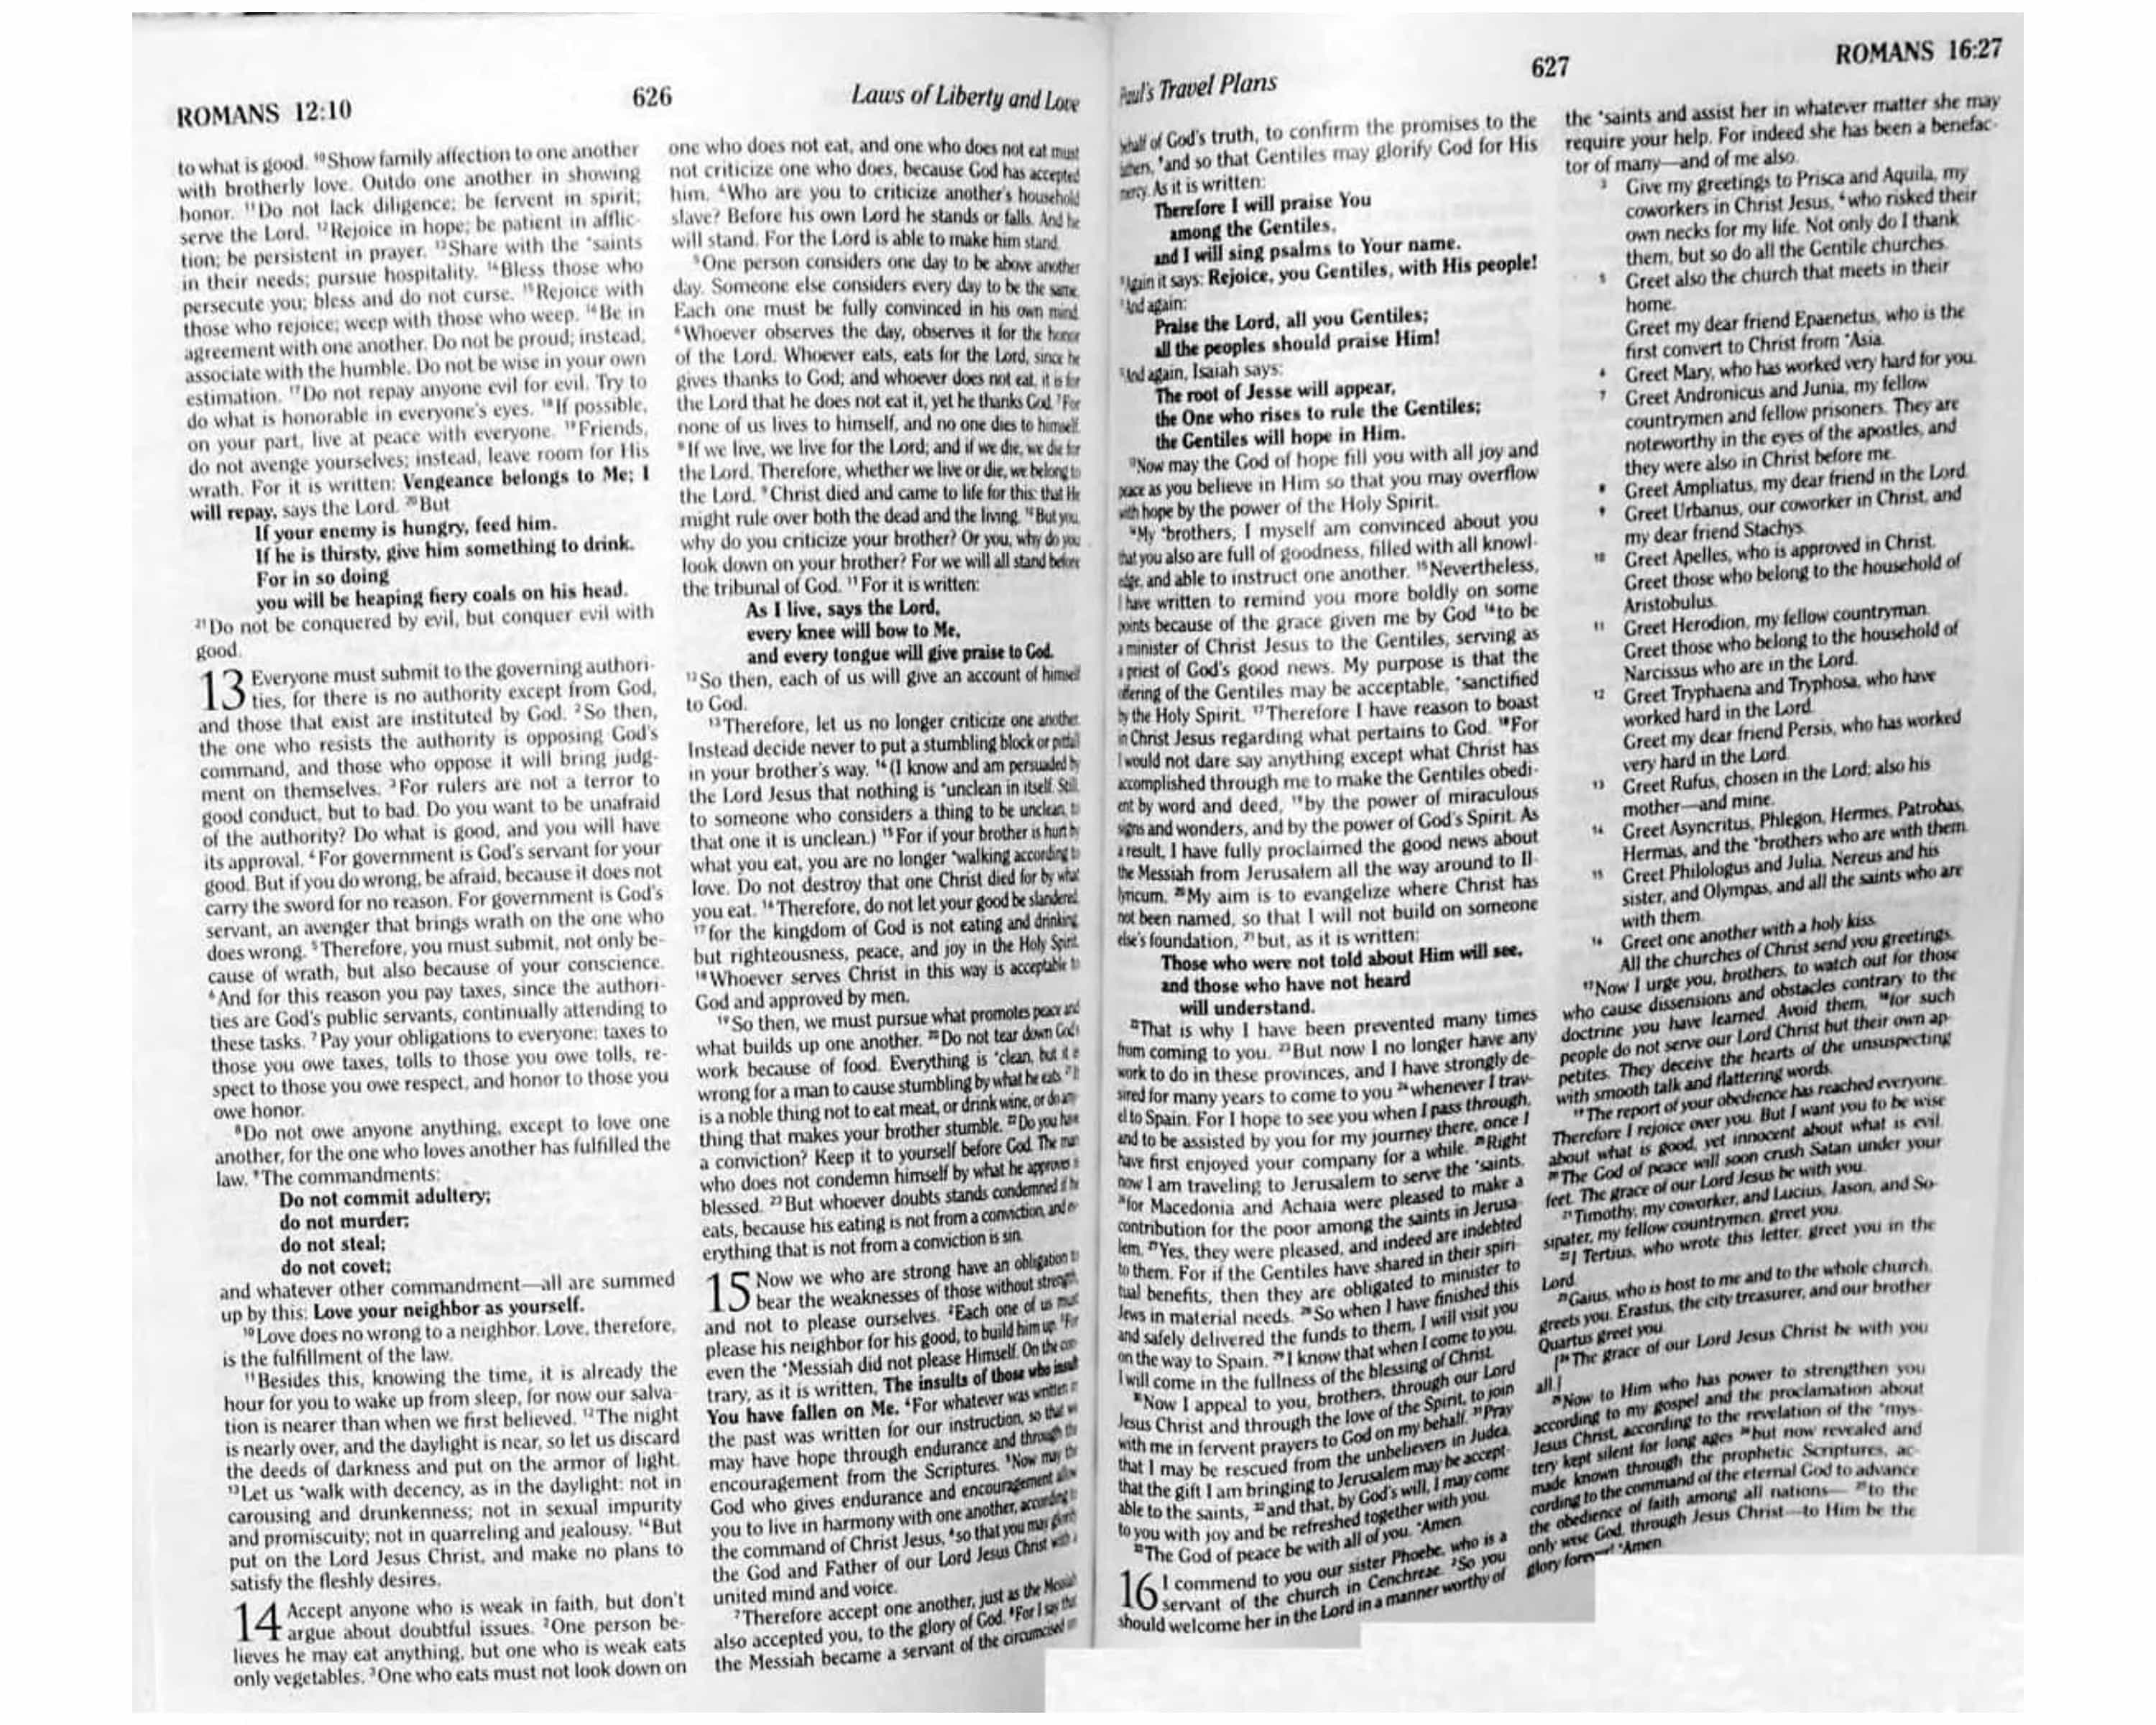 ROMANS 12:10
626
Laws of Liberty and Love
to what is good. 10Show family affection to one another
with brotherly love. Outdo one another in showing
honor. 11Do not lack diligence; be fervent in spirit;
serve the Lord. 12Rejoice in hope; be patient in afflic-
tion; be persistent in prayer. 13Share with the *saints
in their needs; pursue hospitality. 14Bless those who
persecute you; bless and do not curse. 15Rejoice with
those who rejoice; weep with those who weep. 16Be in
agreement with one another. Do not be proud; instead,
associate with the humble. Do not be wise in your own
estimation. 17Do not repay anyone evil for evil. Try to
do what is honorable in everyone's eyes. 18If possible,
on your part, live at peace with everyone. 19Friends,
do not avenge yourselves; instead, leave room for His
wrath. For it is written: Vengeance belongs to Me; I
will repay, says the Lord. 20But
If your enemy is hungry, feed him.
If he is thirsty, give him something to drink.
For in so doing
you will be heaping fiery coals on his head.
21Do not be conquered by evil, but conquer evil with
good.
13 Everyone must submit to the governing authori-
ties, for there is no authority except from God,
and those that exist are instituted by God. 2So then,
the one who resists the authority is opposing God's
command, and those who oppose it will bring judg-
ment on themselves. 3For rulers are not a terror to
good conduct, but to bad. Do you want to be unafraid
of the authority? Do what is good, and you will have
its approval. 4For government is God's servant for your
good. But if you do wrong, be afraid, because it does not
carry the sword for no reason. For government is God's
servant, an avenger that brings wrath on the one who
does wrong. 5Therefore, you must submit, not only be-
cause of wrath, but also because of your conscience.
6And for this reason you pay taxes, since the authori-
ties are God's public servants, continually attending to
these tasks. 7Pay your obligations to everyone: taxes to
those you owe taxes, tolls to those you owe tolls, re-
spect to those you owe respect, and honor to those you
owe honor.
8Do not owe anyone anything, except to love one
another, for the one who loves another has fulfilled the
law. 9The commandments:
Do not commit adultery;
do not murder;
do not steal;
do not covet;
and whatever other commandment—all are summed
up by this: Love your neighbor as yourself.
10Love does no wrong to a neighbor. Love, therefore,
is the fulfillment of the law.
11Besides this, knowing the time, it is already the
hour for you to wake up from sleep, for now our salva-
tion is nearer than when we first believed. 12The night
is nearly over, and the daylight is near, so let us discard
the deeds of darkness and put on the armor of light.
13Let us *walk with decency, as in the daylight: not in
carousing and drunkenness; not in sexual impurity
and promiscuity; not in quarreling and jealousy. 14But
put on the Lord Jesus Christ, and make no plans to
satisfy the fleshly desires.
14 Accept anyone who is weak in faith, but don't
argue about doubtful issues. 2One person be-
lieves he may eat anything, but one who is weak eats
only vegetables. 3One who eats must not look down on
one who does not eat, and one who does not eat must
not criticize one who does, because God has accepted
him. 4Who are you to criticize another's household
slave? Before his own Lord he stands or falls. And he
will stand. For the Lord is able to make him stand.
5One person considers one day to be above another
day. Someone else considers every day to be the same.
Each one must be fully convinced in his own mind.
6Whoever observes the day, observes it for the honor
of the Lord. Whoever eats, eats for the Lord, since he
gives thanks to God; and whoever does not eat, it is for
the Lord that he does not eat it, yet he thanks God. 7For
none of us lives to himself, and no one dies to himself.
8If we live, we live for the Lord; and if we die, we die for
the Lord. Therefore, whether we live or die, we belong to
the Lord. 9Christ died and came to life for this: that He
might rule over both the dead and the living. 10But you,
why do you criticize your brother? Or you, why do you
look down on your brother? For we will all stand before
the tribunal of God. 11For it is written:
As I live, says the Lord,
every knee will bow to Me,
and every tongue will give praise to God.
12So then, each of us will give an account of himself
to God.
13Therefore, let us no longer criticize one another.
Instead decide never to put a stumbling block or pitfall
in your brother's way. 14(I know and am persuaded by
the Lord Jesus that nothing is *unclean in itself. Still,
to someone who considers a thing to be unclean, to
that one it is unclean.) 15For if your brother is hurt by
what you eat, you are no longer *walking according to
love. Do not destroy that one Christ died for by what
you eat. 16Therefore, do not let your good be slandered,
17for the kingdom of God is not eating and drinking,
but righteousness, peace, and joy in the Holy Spirit.
18Whoever serves Christ in this way is acceptable to
God and approved by men.
19So then, we must pursue what promotes peace and
what builds up one another. 20Do not tear down God's
work because of food. Everything is *clean, but it is
wrong for a man to cause stumbling by what he eats. 21It
is a noble thing not to eat meat, or drink wine, or do any-
thing that makes your brother stumble. 22Do you have
a conviction? Keep it to yourself before God. The man
who does not condemn himself by what he approves is
blessed. 23But whoever doubts stands condemned if he
eats, because his eating is not from a conviction, and ev-
erything that is not from a conviction is sin.
15 Now we who are strong have an obligation to
bear the weaknesses of those without strength,
and not to please ourselves. 2Each one of us must
please his neighbor for his good, to build him up. 3For
even the *Messiah did not please Himself. On the con-
trary, as it is written, The insults of those who insult
You have fallen on Me. 4For whatever was written in
the past was written for our instruction, so that we
may have hope through endurance and through the
encouragement from the Scriptures. 5Now may the
God who gives endurance and encouragement allow
you to live in harmony with one another, according to
the command of Christ Jesus, 6so that you may glorify
the God and Father of our Lord Jesus Christ with a
united mind and voice.
7Therefore accept one another, just as the Messiah
also accepted you, to the glory of God. 8For I say that
the Messiah became a servant of the circumcised on
Paul's Travel Plans
627
ROMANS 16:27
behalf of God's truth, to confirm the promises to the
fathers, 9and so that Gentiles may glorify God for His
mercy. As it is written:
Therefore I will praise You
among the Gentiles,
and I will sing psalms to Your name.
10Again it says: Rejoice, you Gentiles, with His people!
11And again:
Praise the Lord, all you Gentiles;
all the peoples should praise Him!
12And again, Isaiah says:
The root of Jesse will appear,
the One who rises to rule the Gentiles;
the Gentiles will hope in Him.
13Now may the God of hope fill you with all joy and
peace as you believe in Him so that you may overflow
with hope by the power of the Holy Spirit.
14My *brothers, I myself am convinced about you
that you also are full of goodness, filled with all knowl-
edge, and able to instruct one another. 15Nevertheless,
I have written to remind you more boldly on some
points because of the grace given me by God 16to be
a minister of Christ Jesus to the Gentiles, serving as
a priest of God's good news. My purpose is that the
offering of the Gentiles may be acceptable, *sanctified
by the Holy Spirit. 17Therefore I have reason to boast
in Christ Jesus regarding what pertains to God. 18For
I would not dare say anything except what Christ has
accomplished through me to make the Gentiles obedi-
ent by word and deed, 19by the power of miraculous
signs and wonders, and by the power of God's Spirit. As
a result, I have fully proclaimed the good news about
the Messiah from Jerusalem all the way around to Il-
lyricum. 20My aim is to evangelize where Christ has
not been named, so that I will not build on someone
else's foundation, 21but, as it is written:
Those who were not told about Him will see,
and those who have not heard
will understand.
22That is why I have been prevented many times
from coming to you. 23But now I no longer have any
work to do in these provinces, and I have strongly de-
sired for many years to come to you 24whenever I trav-
el to Spain. For I hope to see you when I pass through,
and to be assisted by you for my journey there, once I
have first enjoyed your company for a while. 25Right
now I am traveling to Jerusalem to serve the *saints,
26for Macedonia and Achaia were pleased to make a
contribution for the poor among the saints in Jerusa-
lem. 27Yes, they were pleased, and indeed are indebted
to them. For if the Gentiles have shared in their spiri-
tual benefits, then they are obligated to minister to
Jews in material needs. 28So when I have finished this
and safely delivered the funds to them, I will visit you
on the way to Spain. 29I know that when I come to you,
I will come in the fullness of the blessing of Christ.
30Now I appeal to you, brothers, through our Lord
Jesus Christ and through the love of the Spirit, to join
with me in fervent prayers to God on my behalf. 31Pray
that I may be rescued from the unbelievers in Judea,
that the gift I am bringing to Jerusalem may be accept-
able to the saints, 32and that, by God's will, I may come
to you with joy and be refreshed together with you.
33The God of peace be with all of you. *Amen.
16 I commend to you our sister Phoebe, who is a
servant of the church in Cenchreae. 2So you
should welcome her in the Lord in a manner worthy of
the *saints and assist her in whatever matter she may
require your help. For indeed she has been a benefac-
tor of many—and of me also.
3 Give my greetings to Prisca and Aquila, my
coworkers in Christ Jesus, 4who risked their
own necks for my life. Not only do I thank
them, but so do all the Gentile churches.
5 Greet also the church that meets in their
home.
Greet my dear friend Epaenetus, who is the
first convert to Christ from *Asia.
6 Greet Mary, who has worked very hard for you.
7 Greet Andronicus and Junia, my fellow
countrymen and fellow prisoners. They are
noteworthy in the eyes of the apostles, and
they were also in Christ before me.
8 Greet Ampliatus, my dear friend in the Lord.
9 Greet Urbanus, our coworker in Christ, and
my dear friend Stachys.
10 Greet Apelles, who is approved in Christ.
Greet those who belong to the household of
Aristobulus.
11 Greet Herodion, my fellow countryman.
Greet those who belong to the household of
Narcissus who are in the Lord.
12 Greet Tryphaena and Tryphosa, who have
worked hard in the Lord.
Greet my dear friend Persis, who has worked
very hard in the Lord.
13 Greet Rufus, chosen in the Lord; also his
mother—and mine.
14 Greet Asyncritus, Phlegon, Hermes, Patrobas,
Hermas, and the *brothers who are with them.
15 Greet Philologus and Julia, Nereus and his
sister, and Olympas, and all the saints who are
with them.
16 Greet one another with a holy kiss.
All the churches of Christ send you greetings.
17Now I urge you, brothers, to watch out for those
who cause dissensions and obstacles contrary to the
doctrine you have learned. Avoid them, 18for such
people do not serve our Lord Christ but their own ap-
petites. They deceive the hearts of the unsuspecting
with smooth talk and flattering words.
19The report of your obedience has reached everyone.
Therefore I rejoice over you. But I want you to be wise
about what is good, yet innocent about what is evil.
20The God of peace will soon crush Satan under your
feet. The grace of our Lord Jesus be with you.
21Timothy, my coworker, and Lucius, Jason, and So-
sipater, my fellow countrymen, greet you.
22I Tertius, who wrote this letter, greet you in the
Lord.
23Gaius, who is host to me and to the whole church,
greets you. Erastus, the city treasurer, and our brother
Quartus greet you.
[24The grace of our Lord Jesus Christ be with you
all.]
25Now to Him who has power to strengthen you
according to my gospel and the proclamation about
Jesus Christ, according to the revelation of the *mys-
tery kept silent for long ages 26but now revealed and
made known through the prophetic Scriptures, ac-
cording to the command of the eternal God to advance
the obedience of faith among all nations— 27to the
only wise God, through Jesus Christ—to Him be the
glory forever! *Amen.